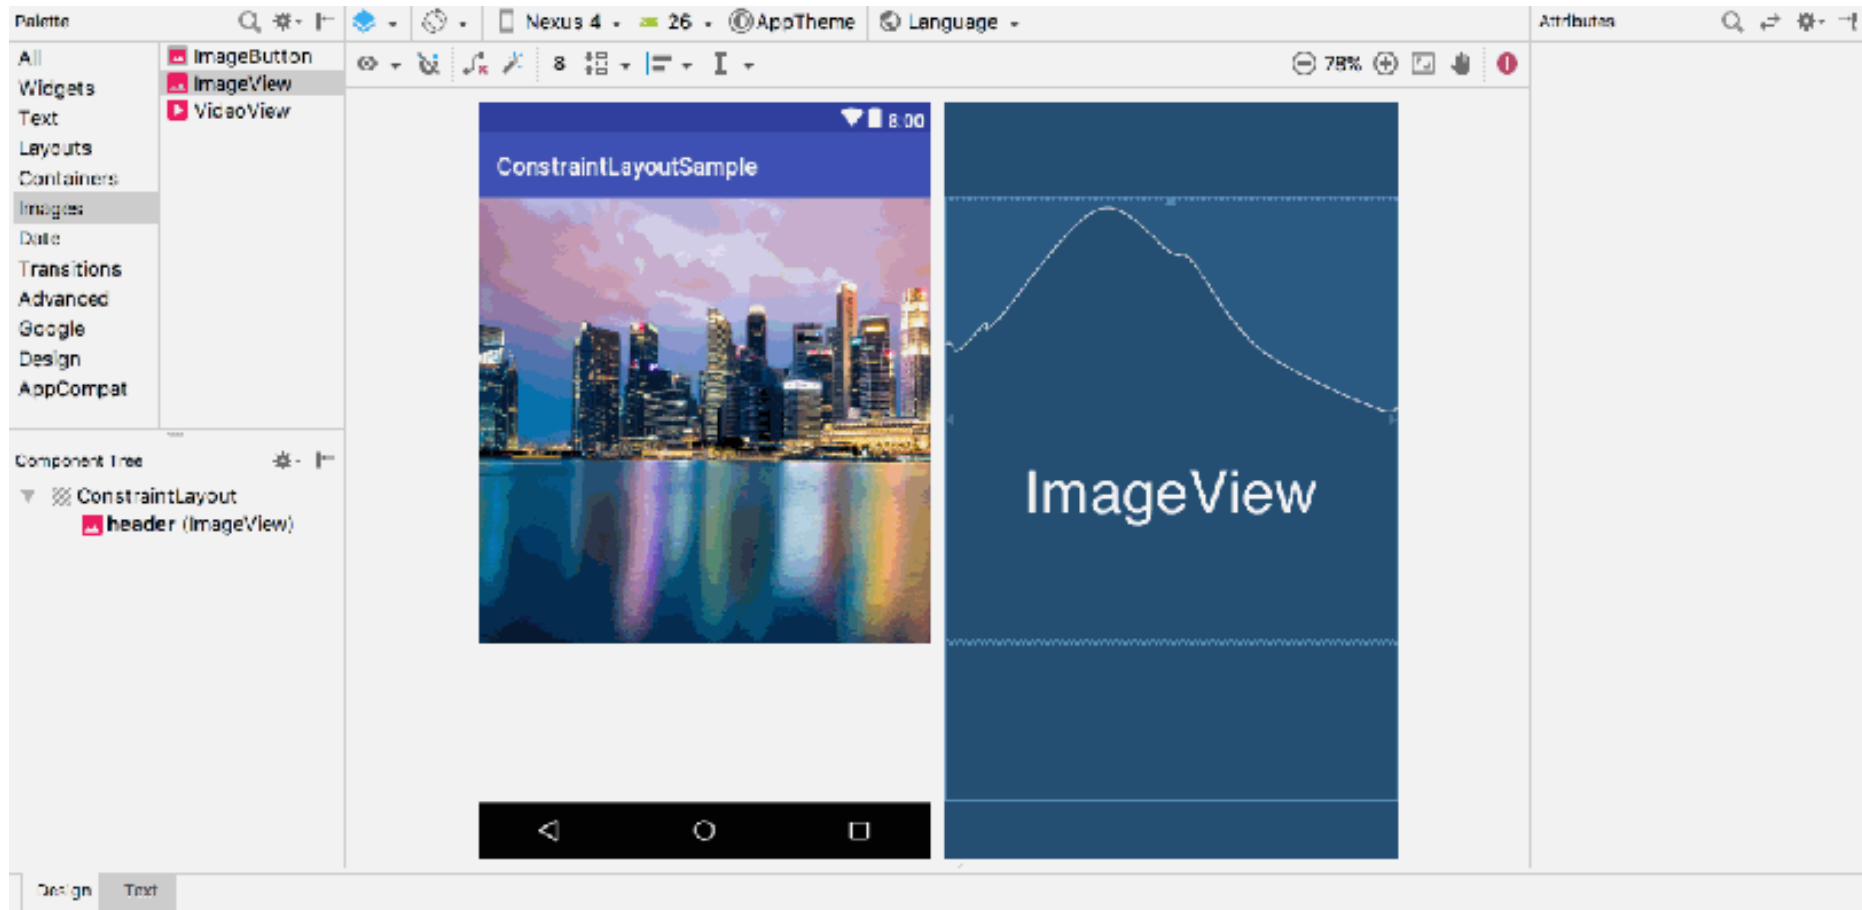 Palette
Nexus 4
26
AppTheme
Language
Attributes
All
Widgets
Text
Layouts
Containers
Images
Date
Transitions
Advanced
Google
Design
AppCompat
ImageButton
ImageView
VideoView
8
78%
8:00
ConstraintLayoutSample
ImageView
Component Tree
ConstraintLayout
header (ImageView)
Design
Text